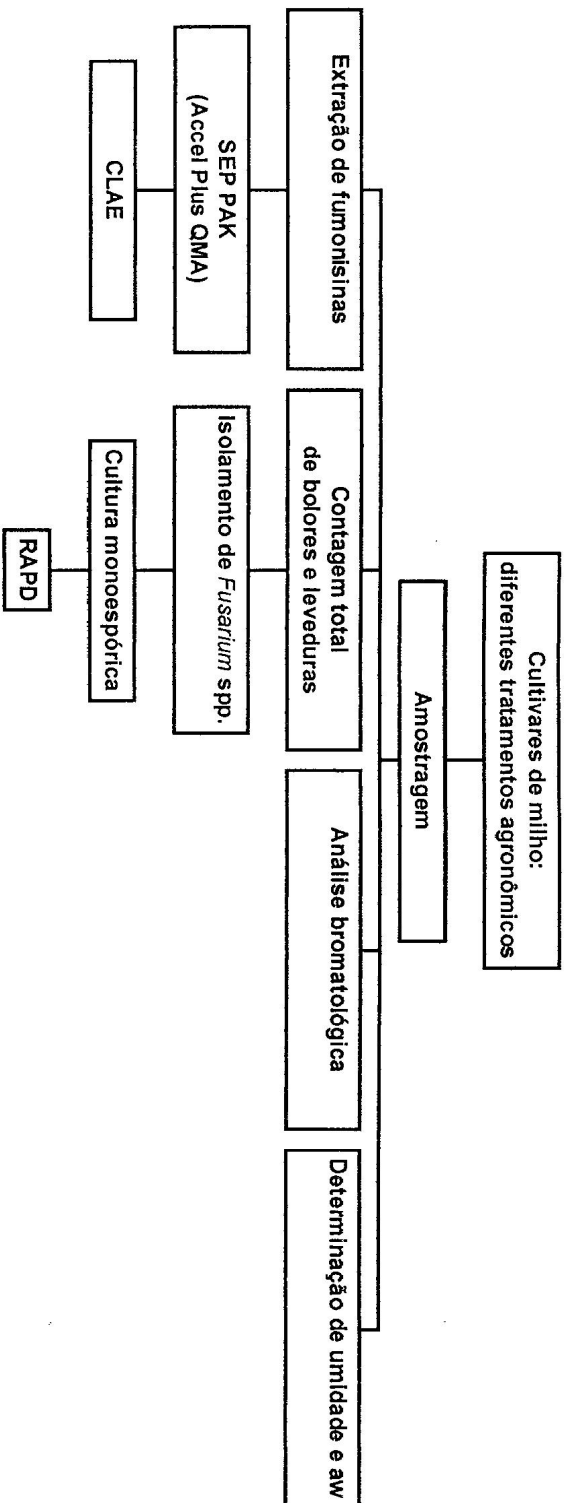 Cultivares de milho:
diferentes tratamentos agronômicos
Amostragem
Extração de fumonisinas
Contagem total
de bolores e leveduras
Análise bromatológica
Determinação de umidade e aw
SEP PAK
(Accel Plus QMA)
Isolamento de Fusarium spp.
CLAE
Cultura monoespórica
RAPD